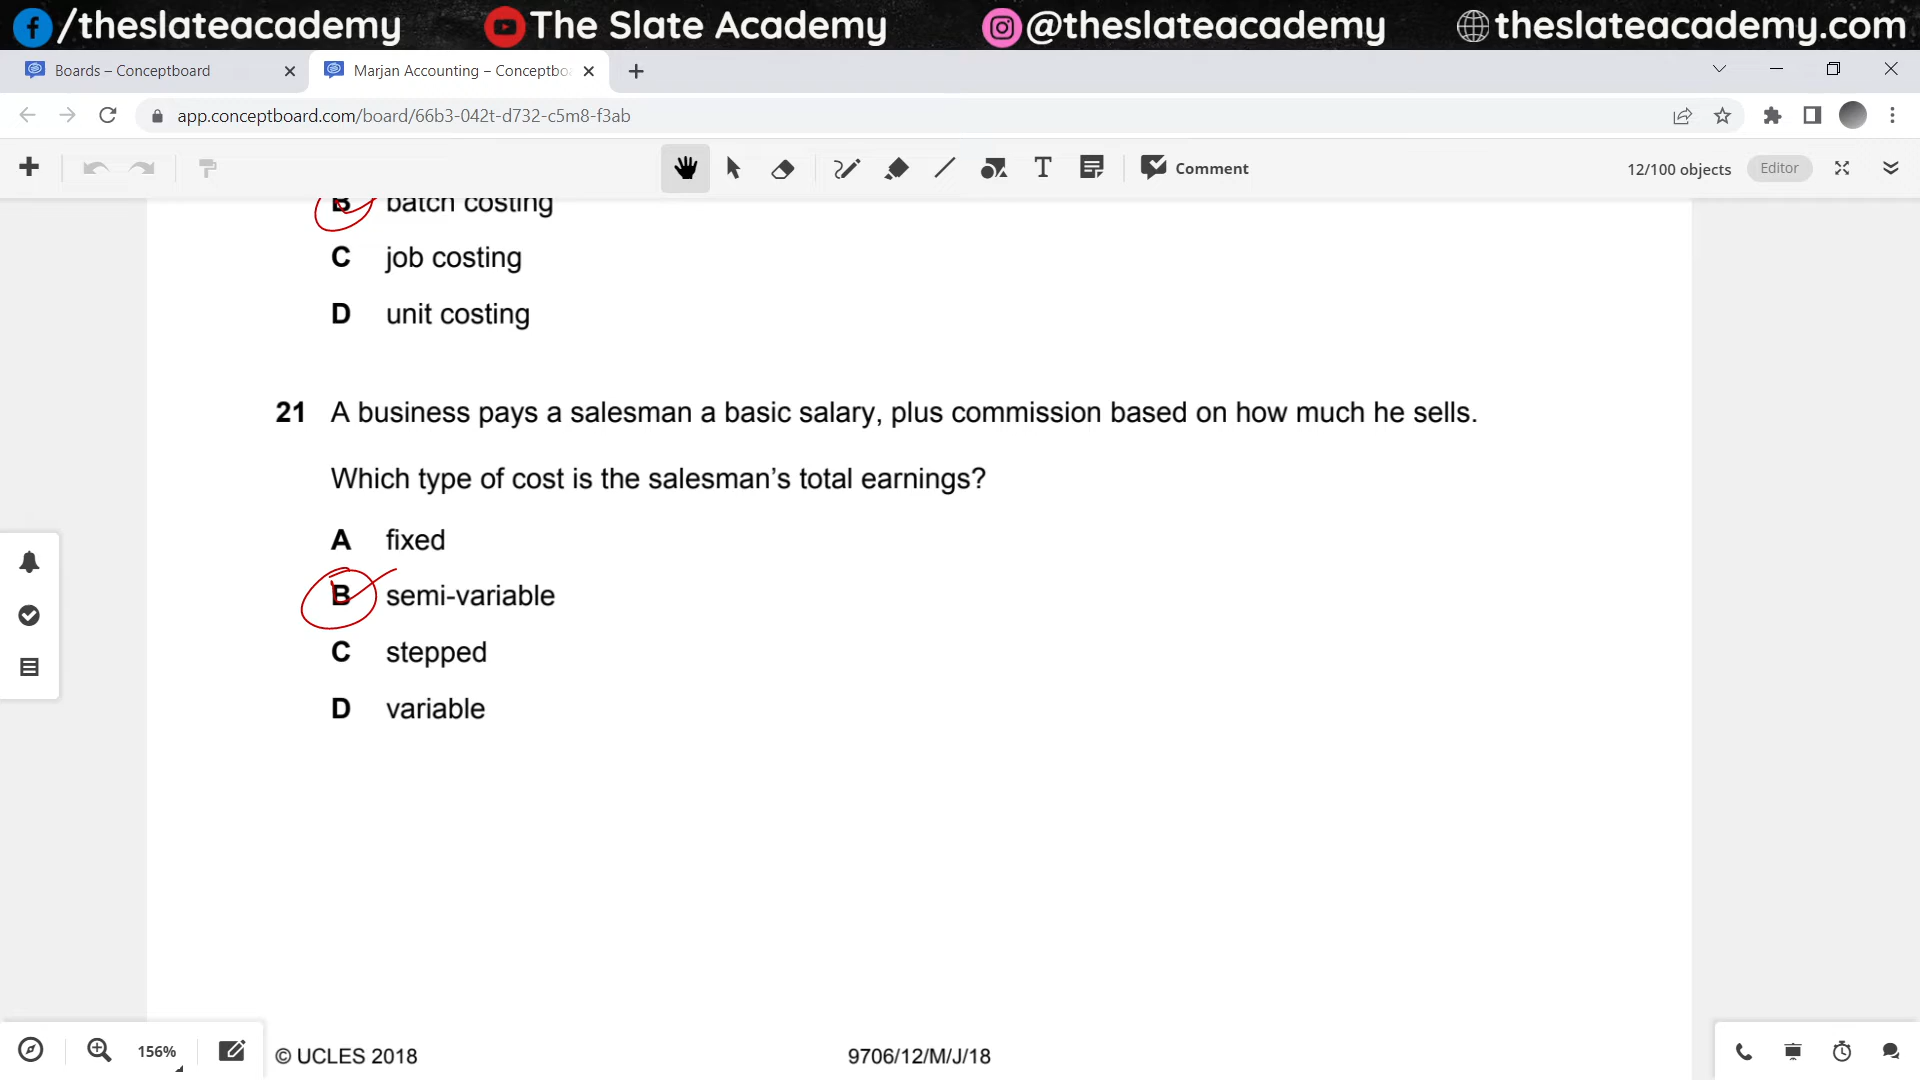 /theslateacademy The Slate Academy @theslateacademy theslateacademy.com
Boards – Conceptboard Marjan Accounting – Conceptbo
app.conceptboard.com/board/66b3-042t-d732-c5m8-f3ab
Comment 12/100 objects Editor
B batch costing
C job costing
D unit costing
21 A business pays a salesman a basic salary, plus commission based on how much he sells.
Which type of cost is the salesman’s total earnings?
A fixed
B semi-variable
C stepped
D variable
156% © UCLES 2018 9706/12/M/J/18